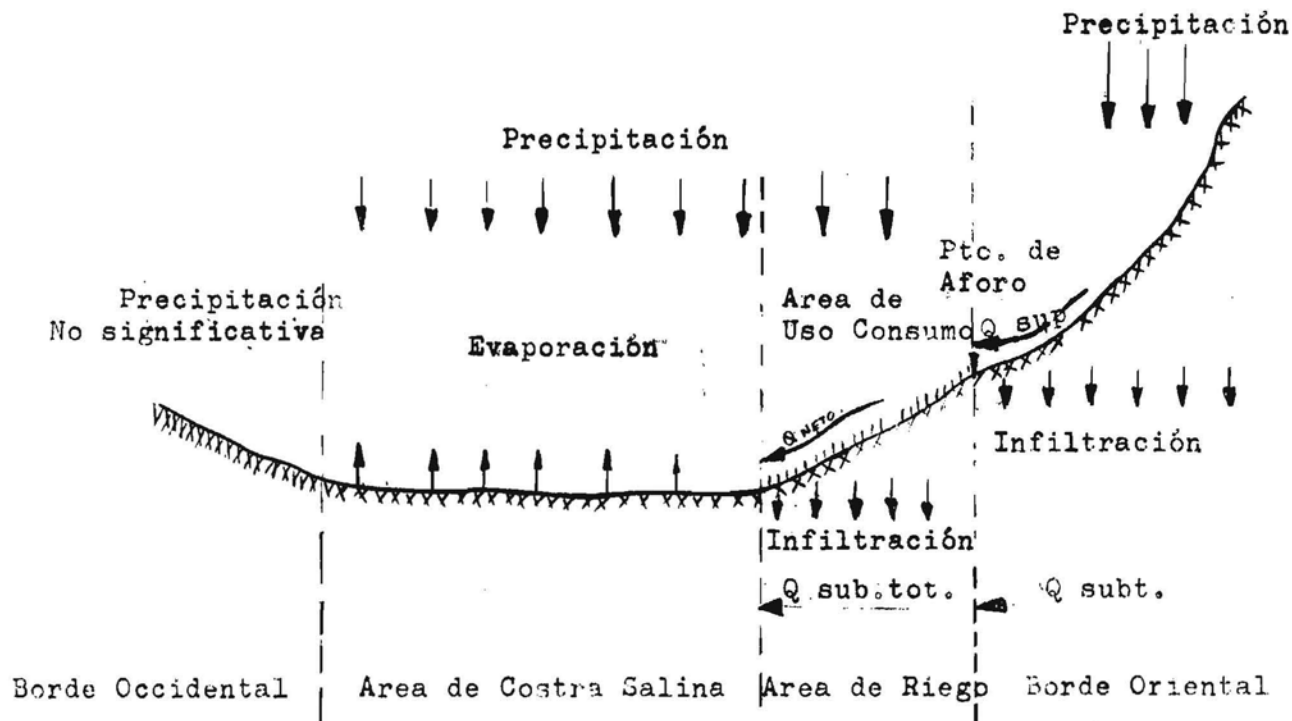 Precipitación
Precipitación
Ptc. de
Aforo
Precipitación
No significativa
Area de
Uso Consumo
Q sup
Evaporación
Q NETO
Infiltración
Infiltración
Q sub.tot.
Q subt.
Borde Occidental
Area de Costra Salina
Area de Riego
Borde Oriental